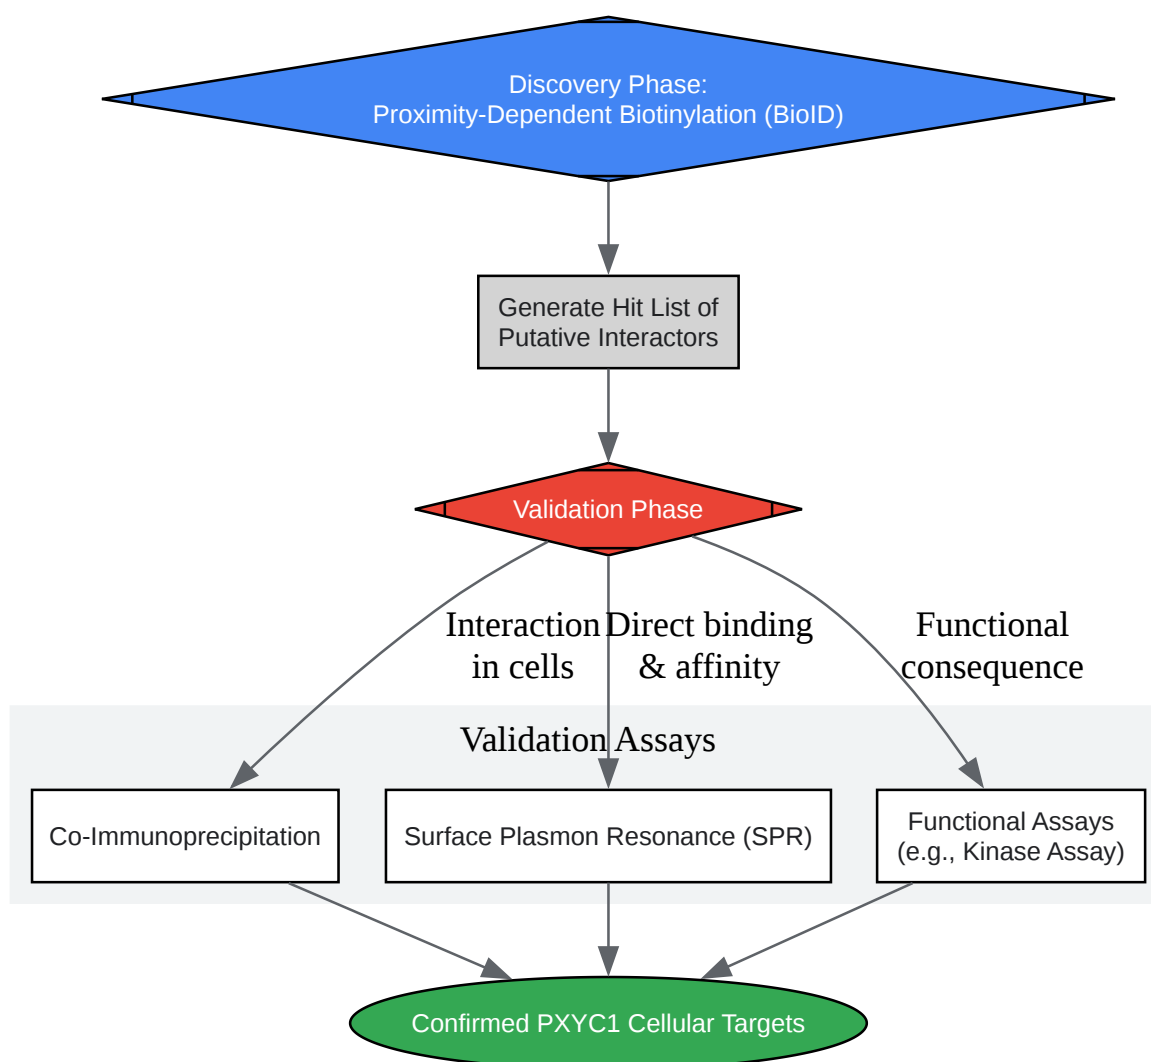 Discovery Phase:
Proximity-Dependent Biotinylation (BioID)
Generate Hit List of
Putative Interactors
Validation Phase
Interaction
in cells
Direct binding
& affinity
Functional
consequence
Validation Assays
Co-Immunoprecipitation
Surface Plasmon Resonance (SPR)
Functional Assays
(e.g., Kinase Assay)
Confirmed PXYC1 Cellular Targets